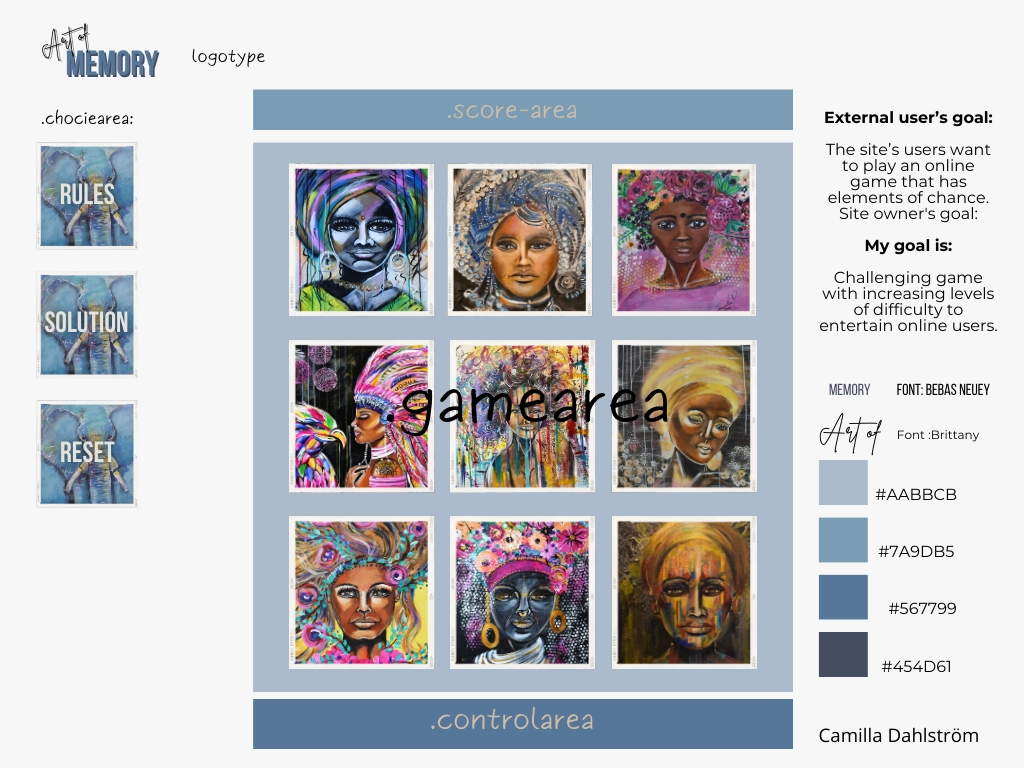 Art of
MEMORY
logotype
.chociearea:
RULES
SOLUTION
RESET
.score-area
.gamearea
.controlarea
External user’s goal:
The site’s users want
to play an online
game that has
elements of chance.
Site owner's goal:
My goal is:
Challenging game
with increasing levels
of difficulty to
entertain online users.
MEMORY FONT: BEBAS NEUEY
Art of Font :Brittany
#AABBCB
#7A9DB5
#567799
#454D61
Camilla Dahlström